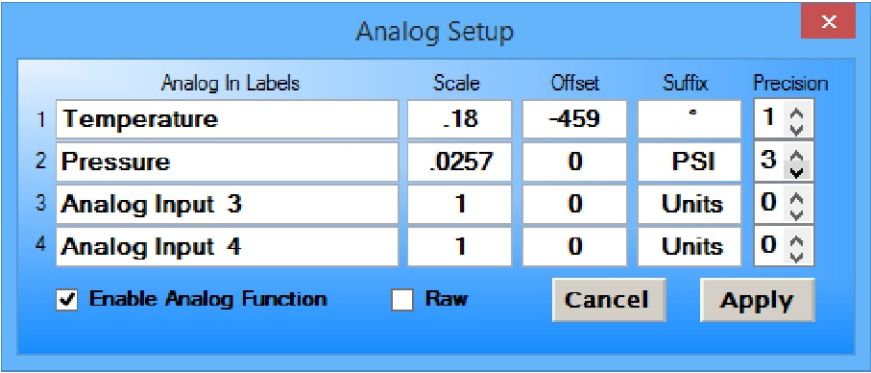 Analog Setup
x
Analog In Labels Scale Offset Suffix Precision
1 Temperature .18 -459 ° 1
2 Pressure .0257 0 PSI 3
3 Analog Input 3 1 0 Units 0
4 Analog Input 4 1 0 Units 0
Enable Analog Function Raw Cancel Apply